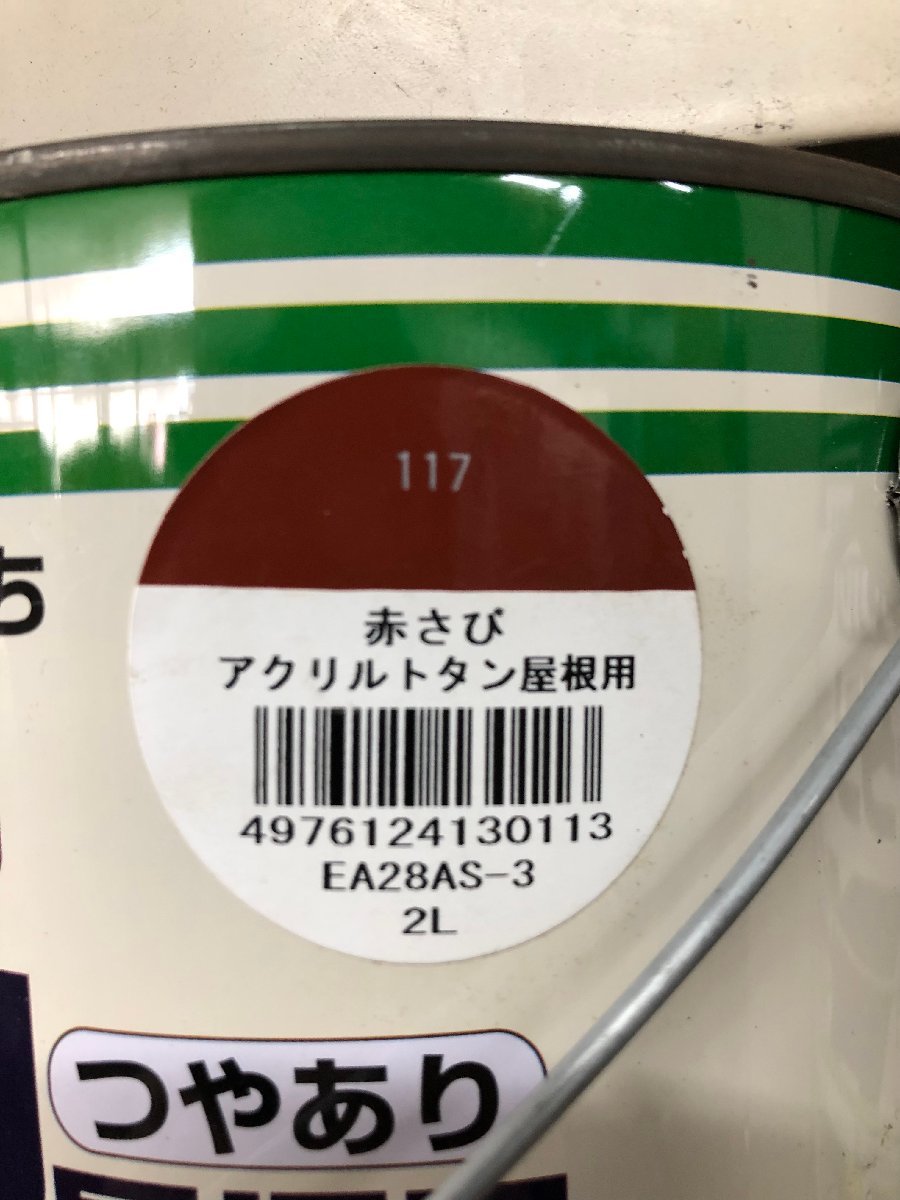 117
ち
赤さび
アクリルトタン屋根用
4976124130113
EA28AS-3
2L
つやあり